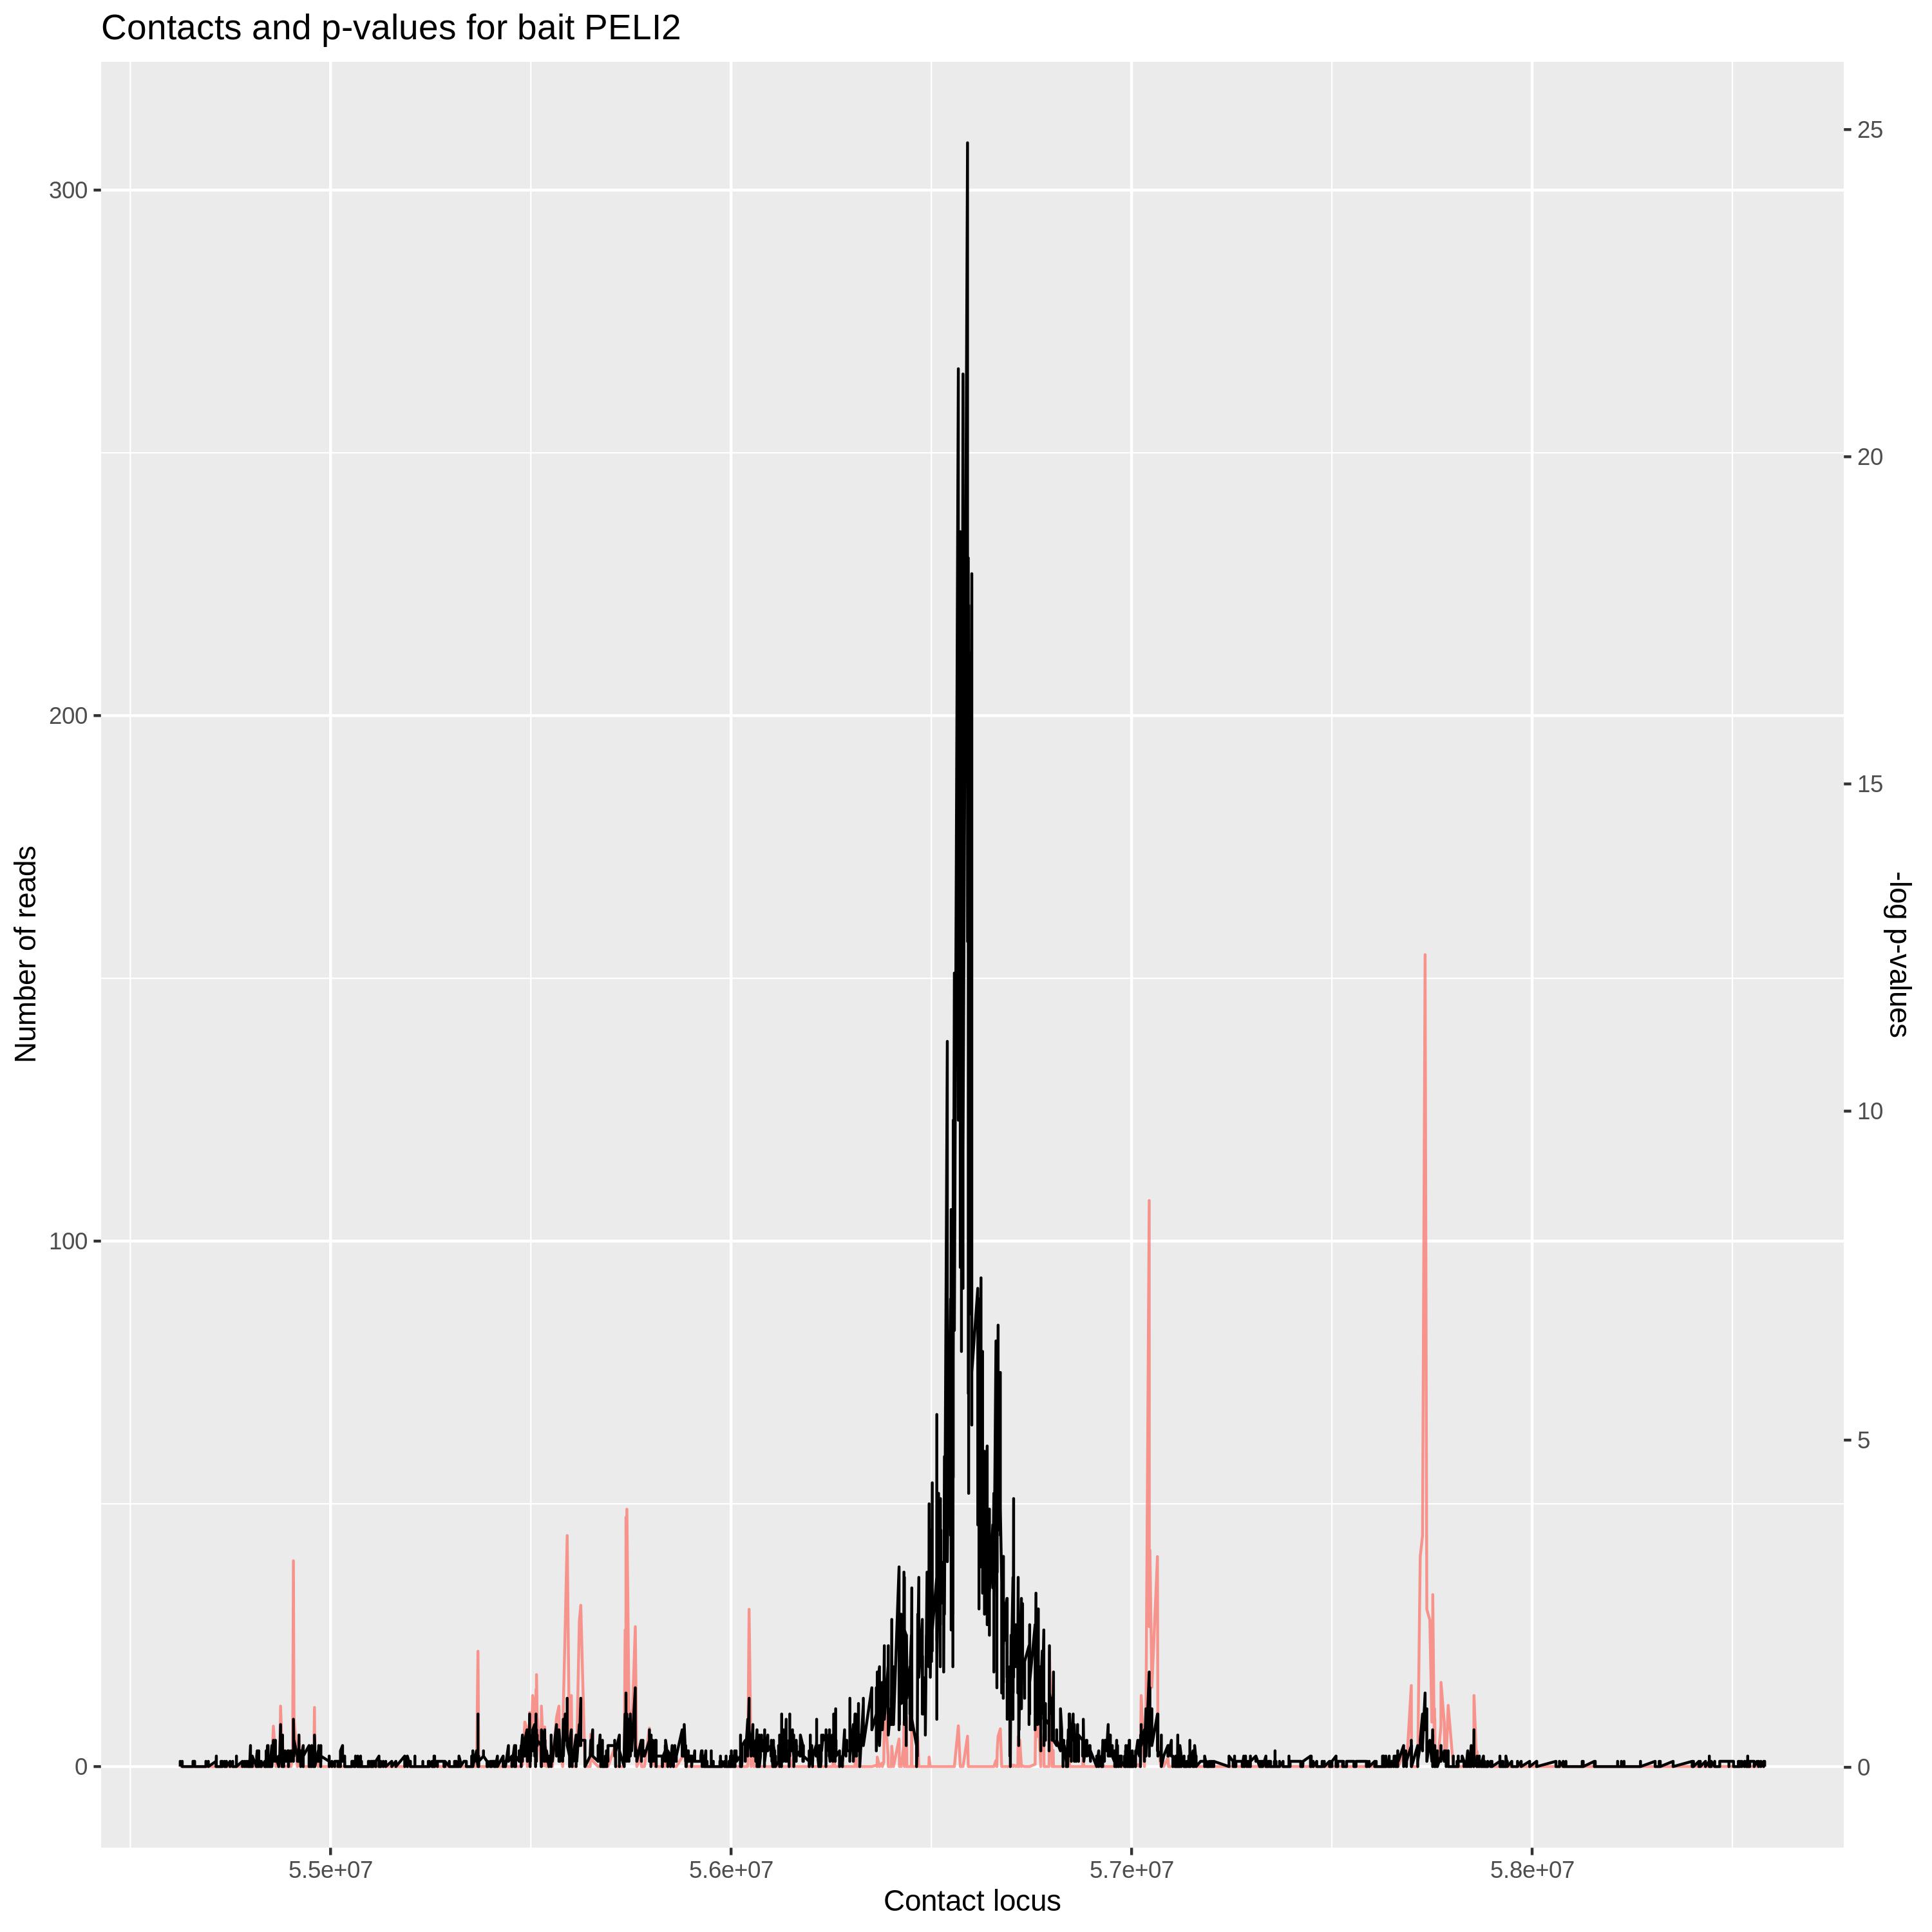 Contacts and p-values for bait PELI2
300
200
100
0
Number of reads
25
20
15
10
5
0
-log p-values
5.5e+07 5.6e+07 5.7e+07 5.8e+07
Contact locus